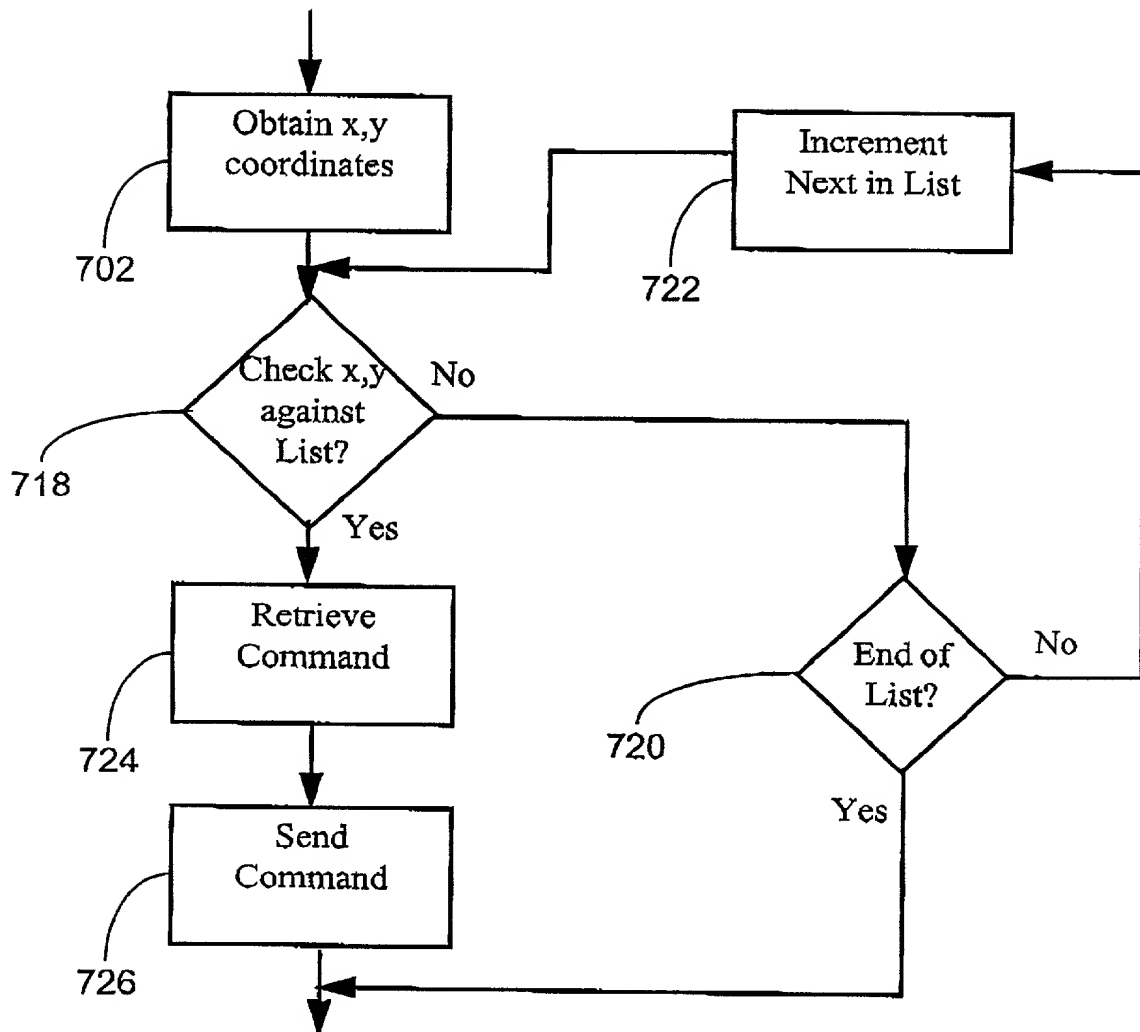 Obtain x,y
coordinates
702
Increment
Next in List
722
Check x,y
against
List?
No
718
Yes
Retrieve
Command
724
End of
List?
No
720
Yes
Send
Command
726